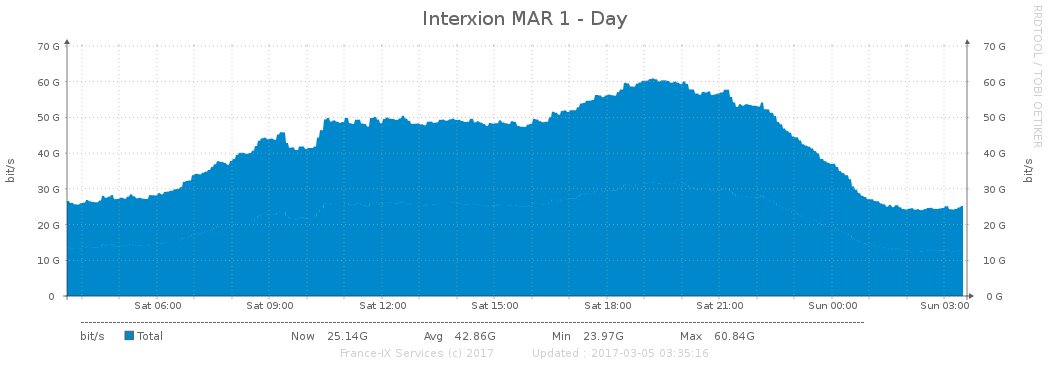 Interxion MAR 1 - Day
RRDTOOL / TOBI OETIKER
bit/s
70 G 70 G
60 G 60 G
50 G 50 G
40 G 40 G
30 G 30 G
20 G 20 G
10 G 10 G
0 0 G
bit/s
Sat 06:00 Sat 09:00 Sat 12:00 Sat 15:00 Sat 18:00 Sat 21:00 Sun 00:00 Sun 03:00
bit/s Total Now 25.14G Avg 42.86G Min 23.97G Max 60.84G
France-IX Services (c) 2017 Updated : 2017-03-05 03:35:16